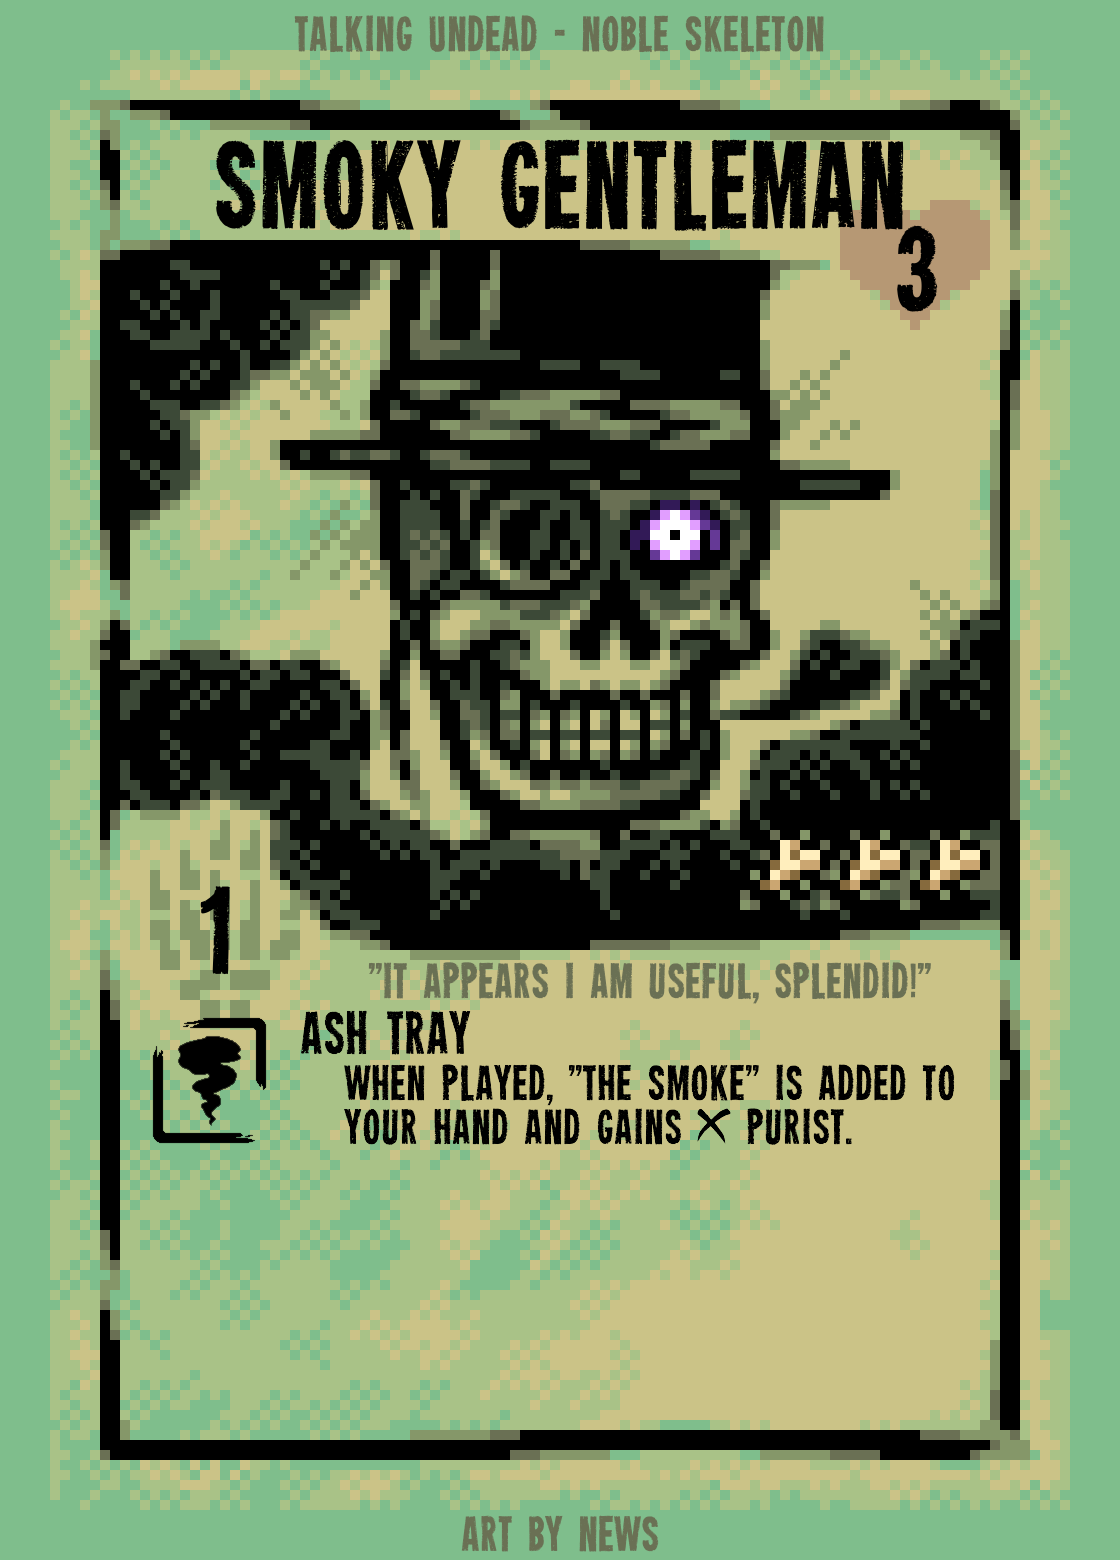 TALKING UNDEAD - NOBLE SKELETON
SMOKY GENTLEMAN
3
1
"IT APPEARS I AM USEFUL, SPLENDID!"
ASH TRAY
WHEN PLAYED, "THE SMOKE" IS ADDED TO
YOUR HAND AND GAINS PURIST.
ART BY NEWS